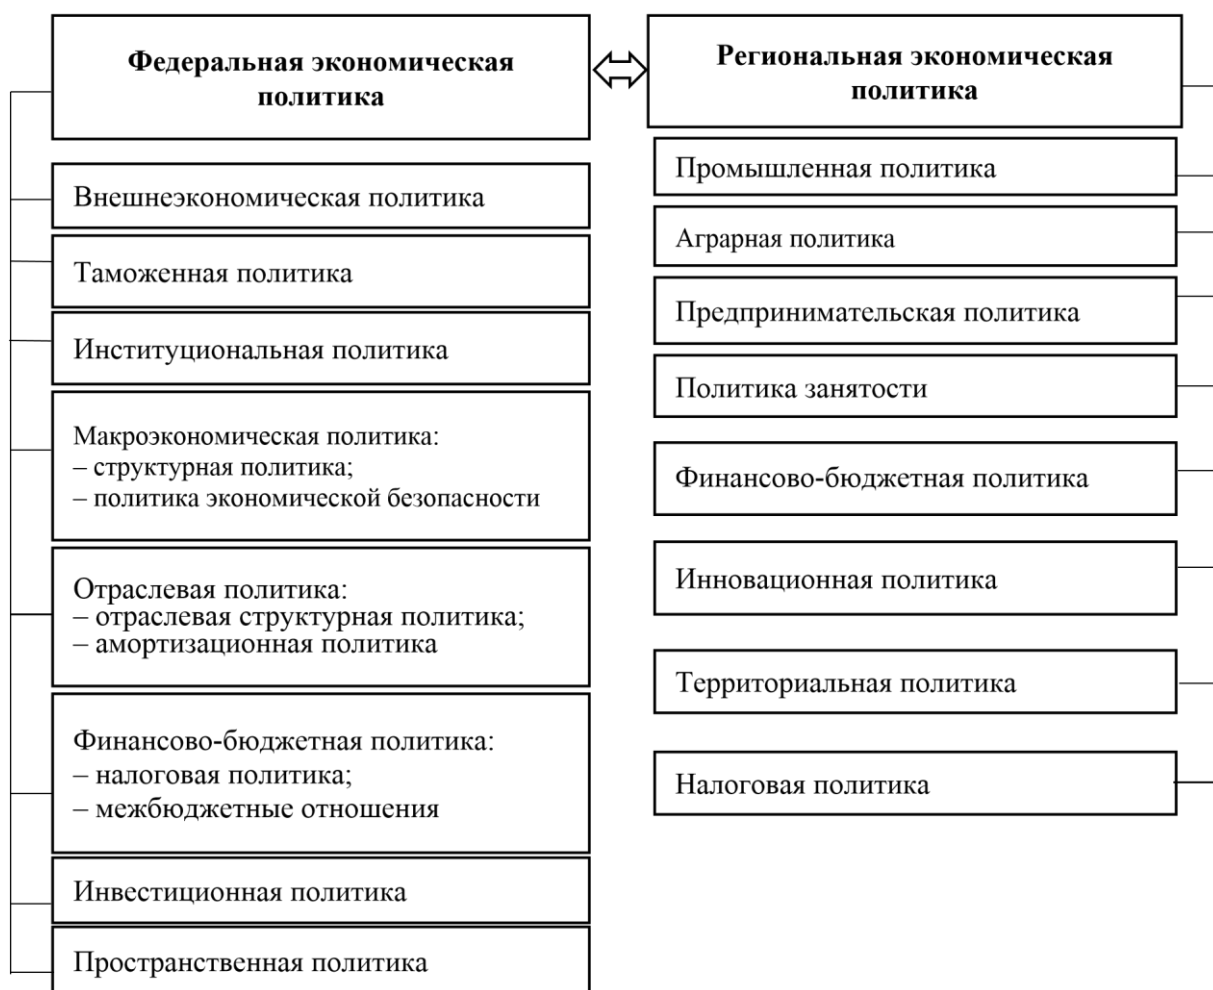 Федеральная экономическая
политика
Внешнеэкономическая политика
Таможенная политика
Институциональная политика
Макроэкономическая политика:
– структурная политика;
– политика экономической безопасности
Отраслевая политика:
– отраслевая структурная политика;
– амортизационная политика
Финансово-бюджетная политика:
– налоговая политика;
– межбюджетные отношения
Инвестиционная политика
Пространственная политика
Региональная экономическая
политика
Промышленная политика
Аграрная политика
Предпринимательская политика
Политика занятости
Финансово-бюджетная политика
Инновационная политика
Территориальная политика
Налоговая политика